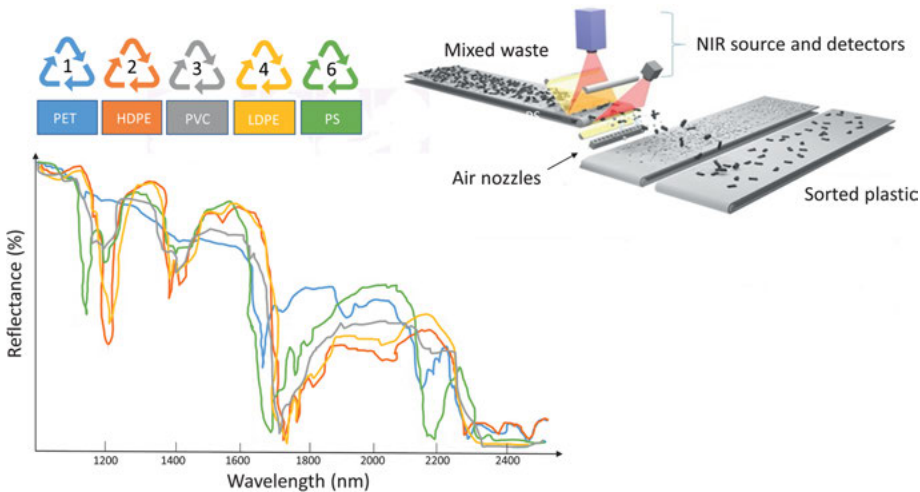 1 2 3 4 6
PET HDPE PVC LDPE PS
Mixed waste
NIR source and detectors
Air nozzles
Sorted plastic
Reflectance (%)
1200 1400 1600 1800 2000 2200 2400
Wavelength (nm)